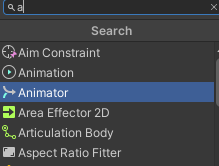 a
Search
Aim Constraint
Animation
Animator
Area Effector 2D
Articulation Body
Aspect Ratio Fitter